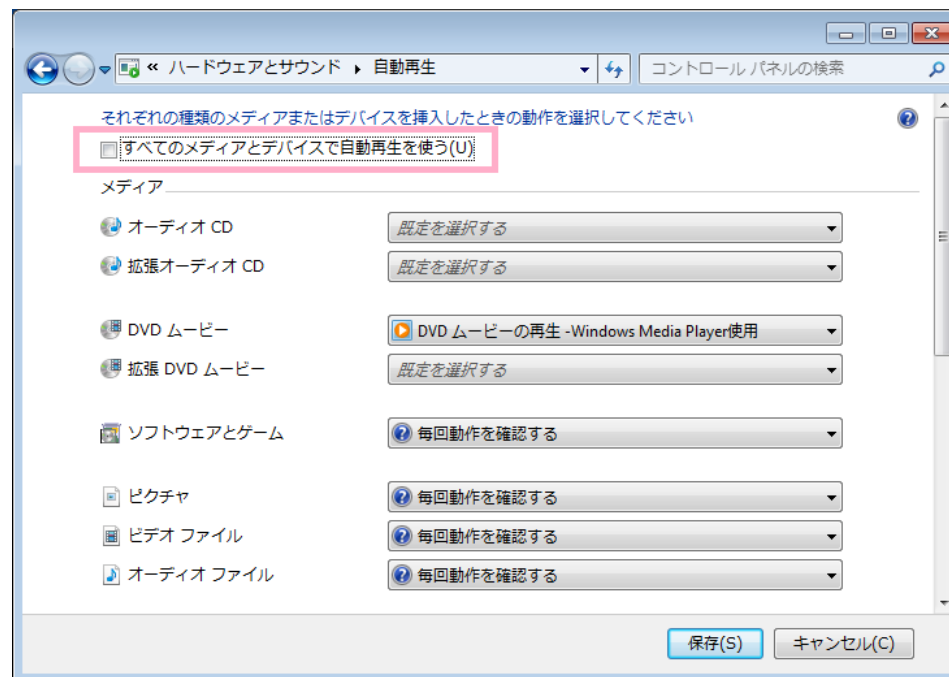 « ハードウェアとサウンド ▸ 自動再生
コントロール パネルの検索
それぞれの種類のメディアまたはデバイスを挿入したときの動作を選択してください
すべてのメディアとデバイスで自動再生を使う(U)
メディア
オーディオ CD 既定を選択する
拡張オーディオ CD 既定を選択する
DVD ムービー DVD ムービーの再生 -Windows Media Player使用
拡張 DVD ムービー 既定を選択する
ソフトウェアとゲーム 毎回動作を確認する
ピクチャ 毎回動作を確認する
ビデオ ファイル 毎回動作を確認する
オーディオ ファイル 毎回動作を確認する
保存(S) キャンセル(C)